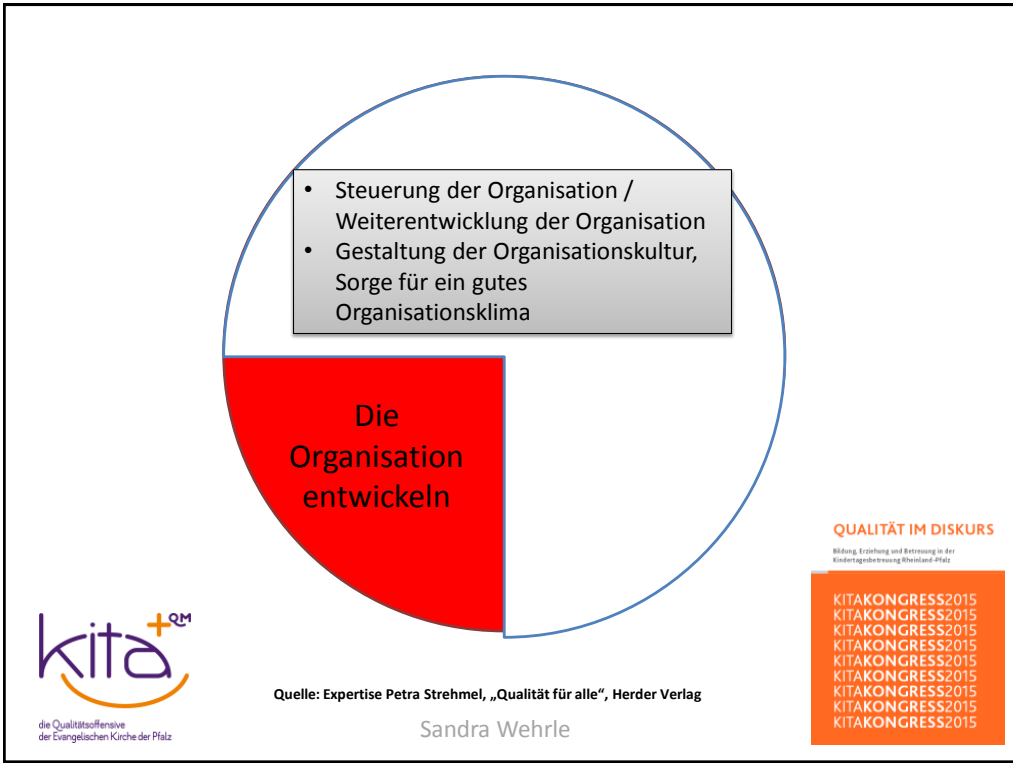 • Steuerung der Organisation /
Weiterentwicklung der Organisation
• Gestaltung der Organisationskultur,
Sorge für ein gutes
Organisationsklima
Die
Organisation
entwickeln
QUALITÄT IM DISKURS
Bildung, Erziehung und Betreuung in der
Kindertagesbetreuung Rheinland-Pfalz
KITAKONGRESS2015
KITAKONGRESS2015
KITAKONGRESS2015
KITAKONGRESS2015
KITAKONGRESS2015
KITAKONGRESS2015
KITAKONGRESS2015
KITAKONGRESS2015
KITAKONGRESS2015
kita+QM
die Qualitätsoffensive
der Evangelischen Kirche der Pfalz
Quelle: Expertise Petra Strehmel, „Qualität für alle“, Herder Verlag
Sandra Wehrle